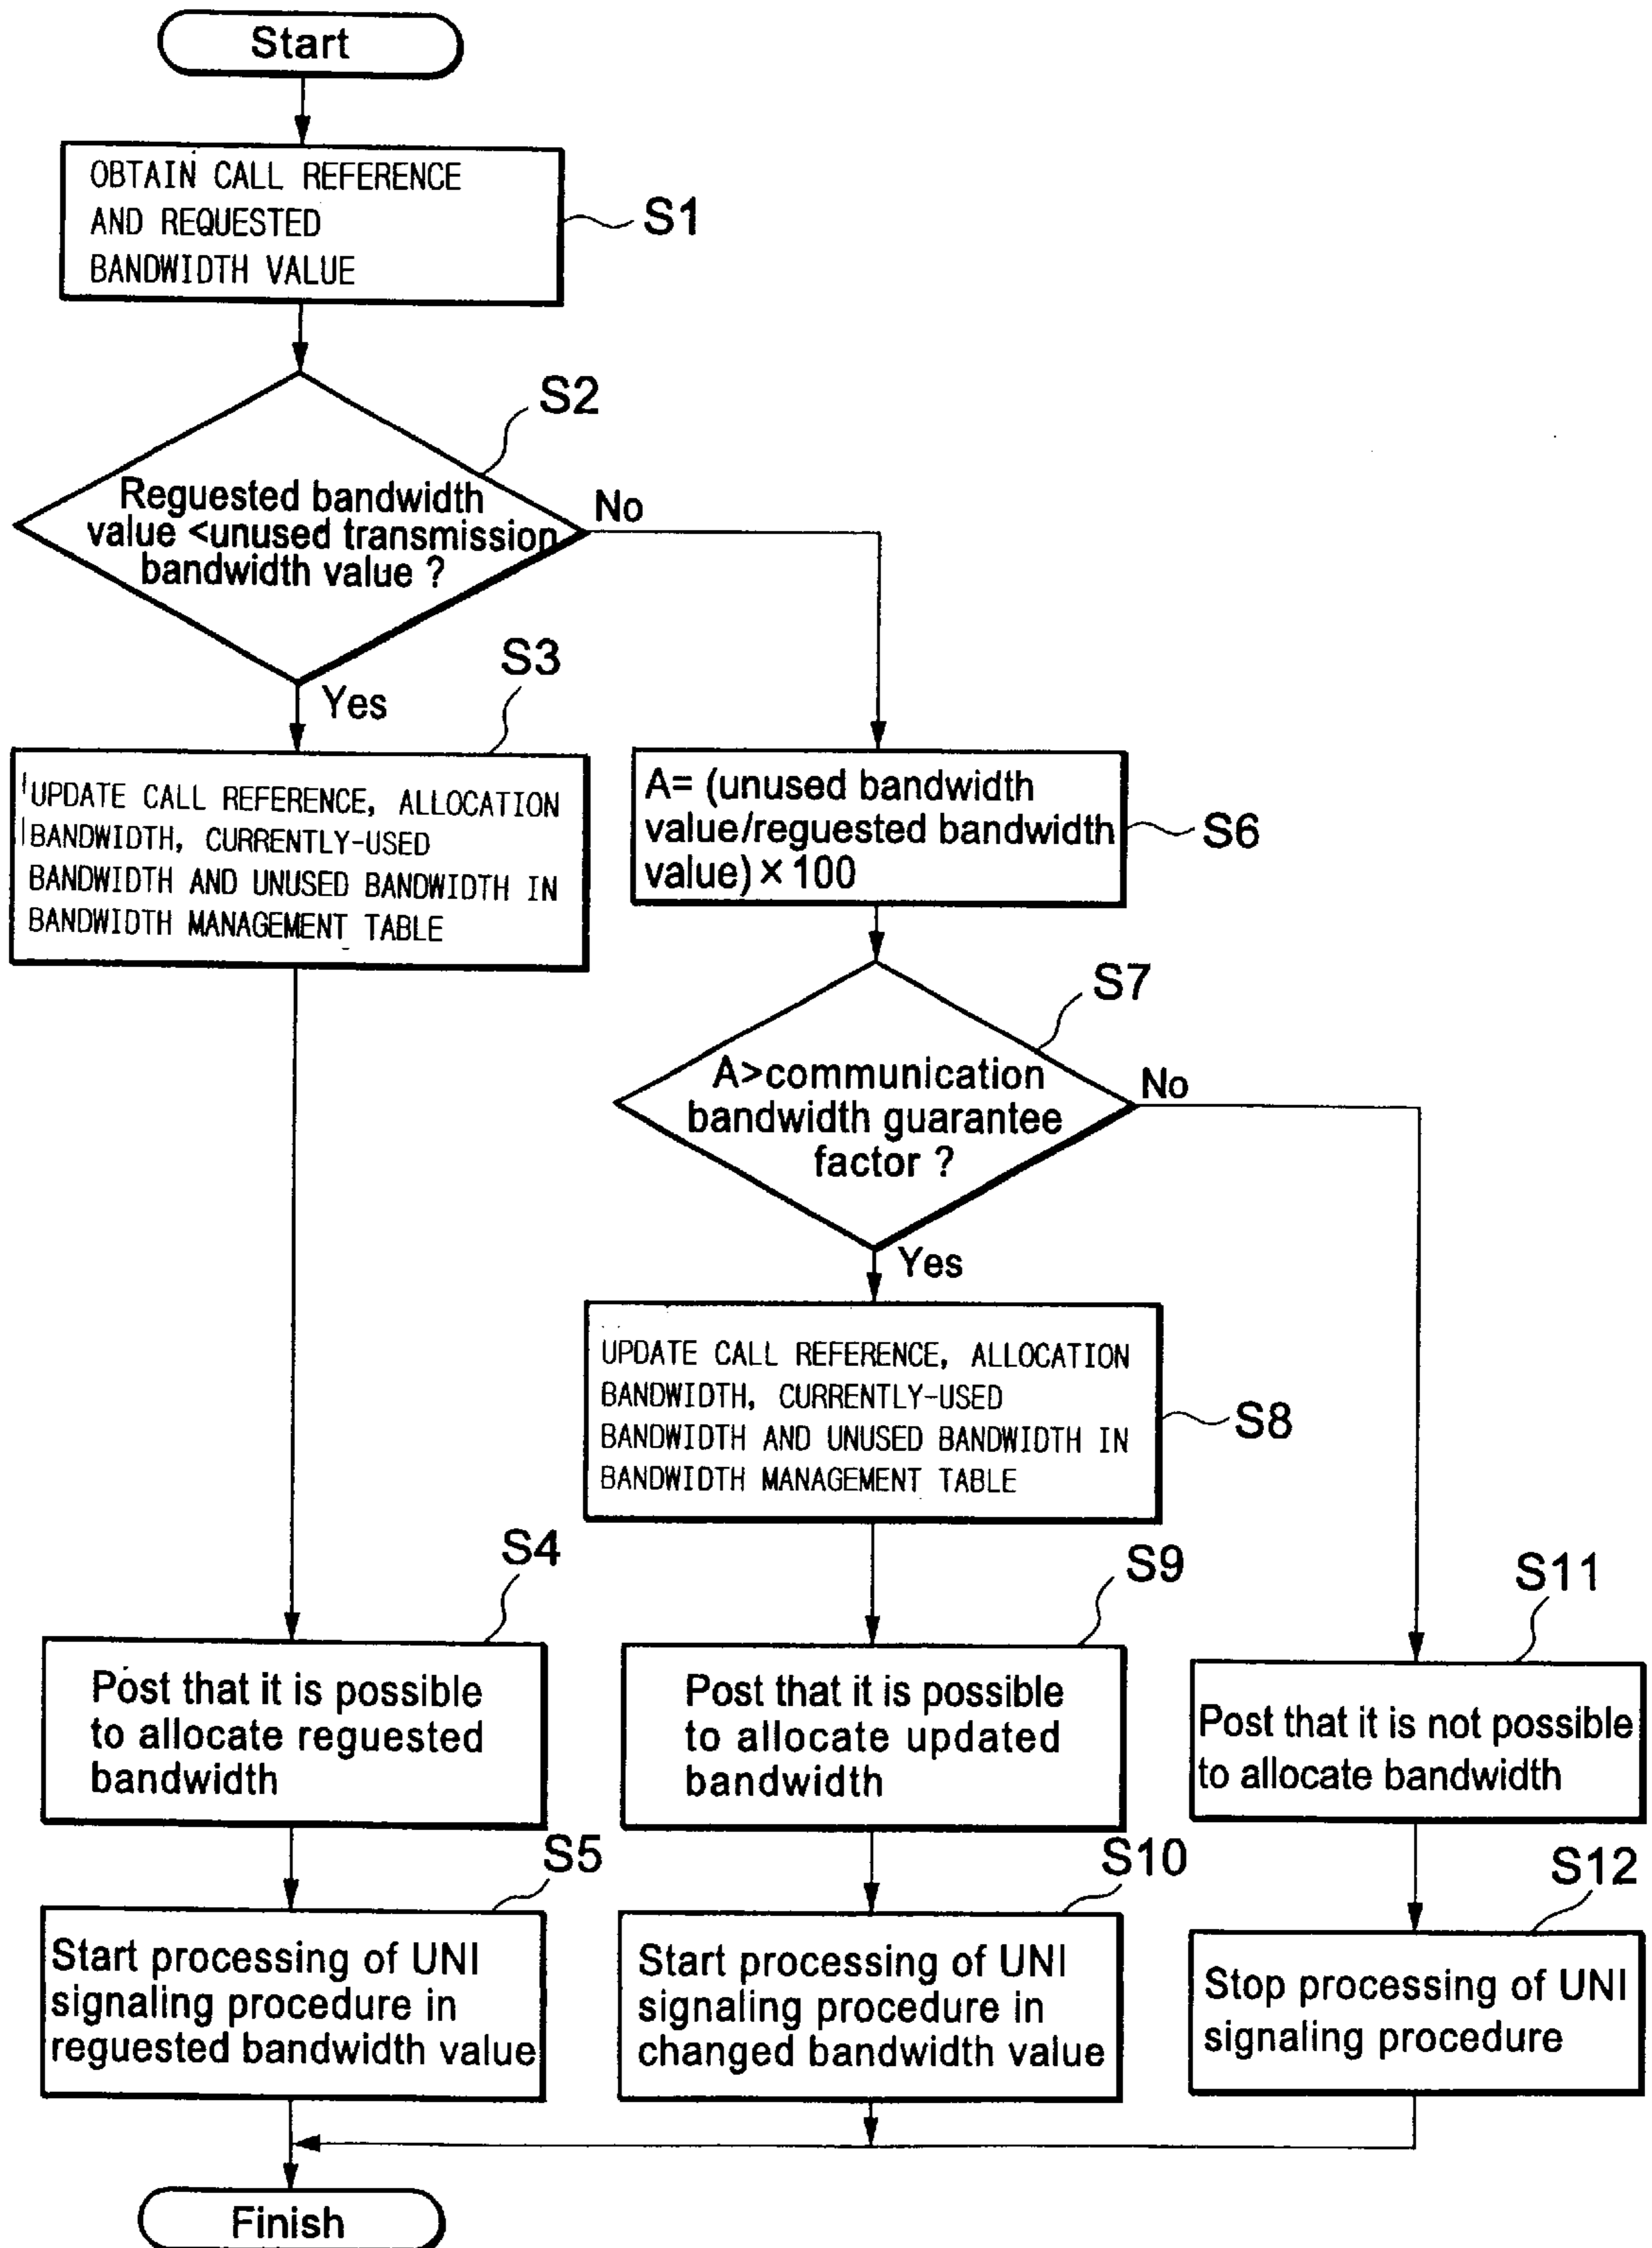 Start
OBTAIN CALL REFERENCE
AND REQUESTED
BANDWIDTH VALUE
S1
S2
Reguested bandwidth
value <unused transmission
bandwidth value ?
No
Yes
S3
UPDATE CALL REFERENCE, ALLOCATION
BANDWIDTH, CURRENTLY-USED
BANDWIDTH AND UNUSED BANDWIDTH IN
BANDWIDTH MANAGEMENT TABLE
A= (unused bandwidth
value/reguested bandwidth
value) × 100
S6
S7
A>communication
bandwidth guarantee
factor ?
No
Yes
UPDATE CALL REFERENCE, ALLOCATION
BANDWIDTH, CURRENTLY-USED
BANDWIDTH AND UNUSED BANDWIDTH IN
BANDWIDTH MANAGEMENT TABLE
S8
S4
Post that it is possible
to allocate reguested
bandwidth
S9
Post that it is possible
to allocate updated
bandwidth
S11
Post that it is not possible
to allocate bandwidth
S5
Start processing of UNI
signaling procedure in
reguested bandwidth value
S10
Start processing of UNI
signaling procedure in
changed bandwidth value
S12
Stop processing of UNI
signaling procedure
Finish